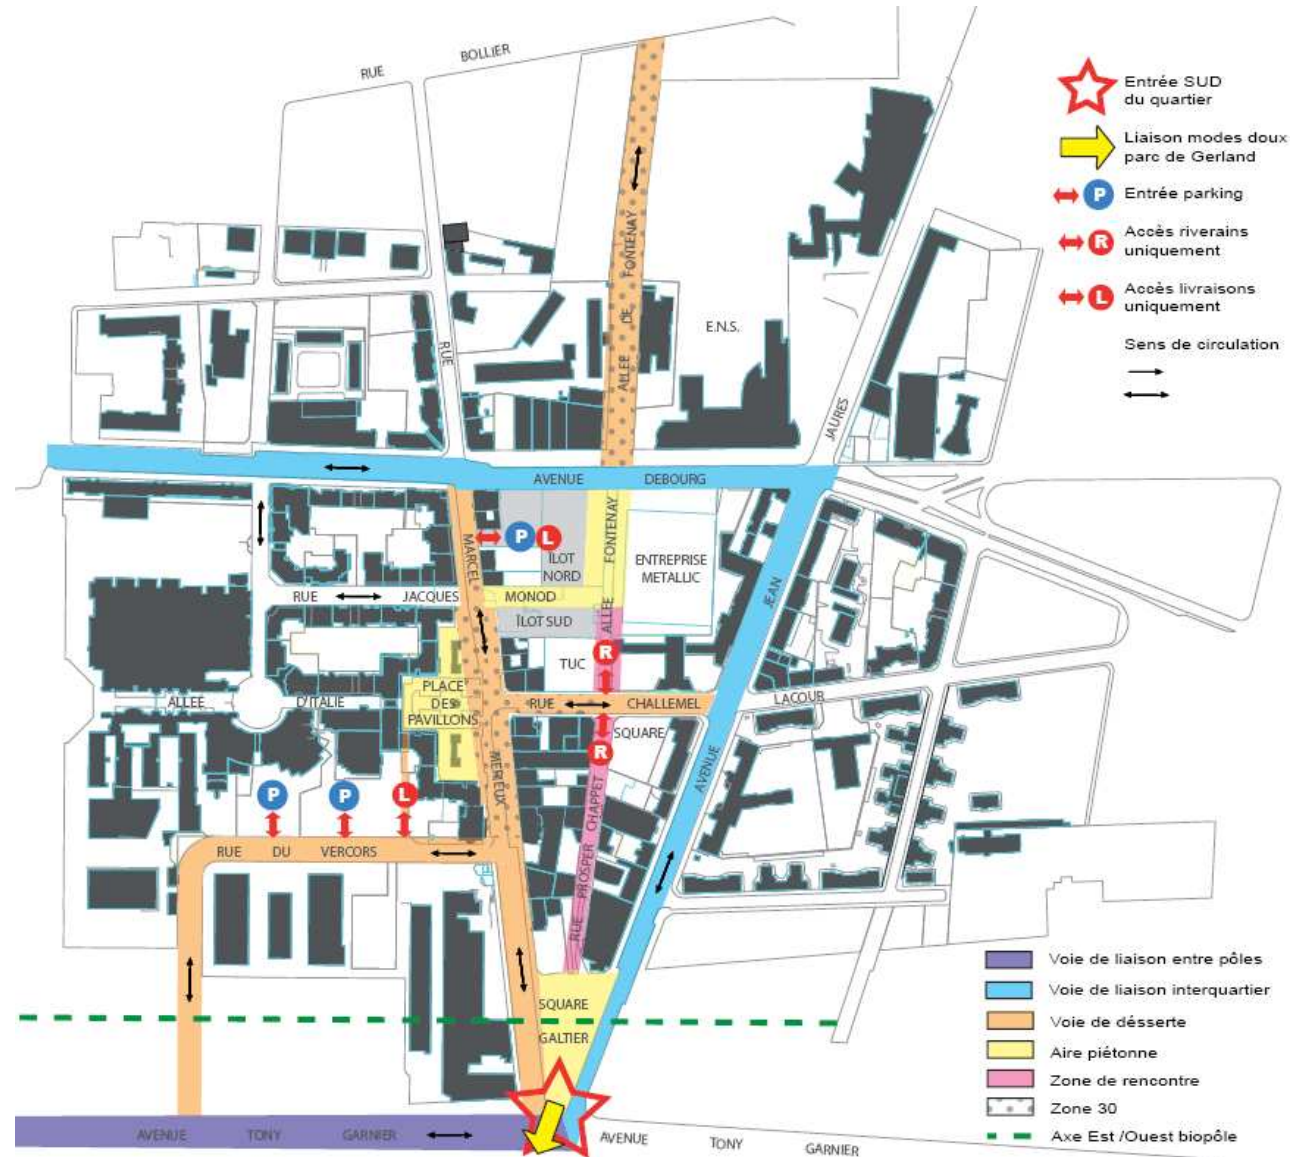 RUE BOLLIER
Entrée SUD
du quartier
Liaison modes doux
parc de Gerland
P Entrée parking
R Accès riverains
uniquement
L Accès livraisons
uniquement
Sens de circulation
ALLEE DE FONTENAY
E.N.S.
RUE
JAURES
AVENUE DEBOURG
MARCEL
P L
ÎLOT
NORD
ALLEE FONTENAY
ENTREPRISE
METALLIC
JEAN
RUE JACQUES MONOD
ÎLOT SUD
R
TUC
PLACE
DES
PAVILLONS
ALLEE D'ITALIE
RUE CHALLEMEL LACOUR
SQUARE
R
MERIEUX
AVENUE
P P L
RUE DU VERCORS
RUE PROSPER CHAPPET
SQUARE
GALTIER
Voie de liaison entre pôles
Voie de liaison interquartier
Voie de désserte
Aire piétonne
Zone de rencontre
Zone 30
Axe Est /Ouest biopôle
AVENUE TONY GARNIER
AVENUE TONY GARNIER